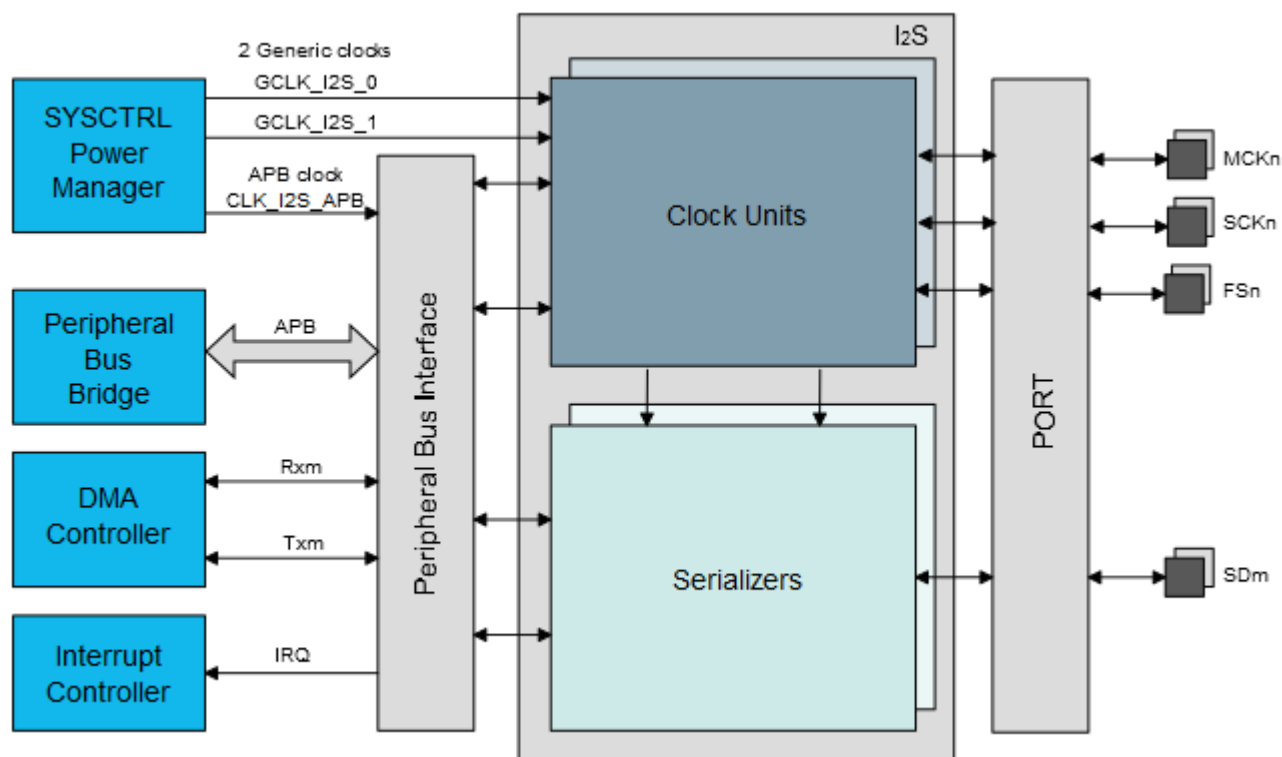 I2S
2 Generic clocks
GCLK_I2S_0
GCLK_I2S_1
SYSCTRL
Power
Manager
APB clock
CLK_I2S_APB
Clock Units
MCKn
SCKn
FSn
Peripheral
Bus
Bridge
APB
Peripheral Bus Interface
PORT
DMA
Controller
Rxm
Txm
Serializers
SDm
Interrupt
Controller
IRQ